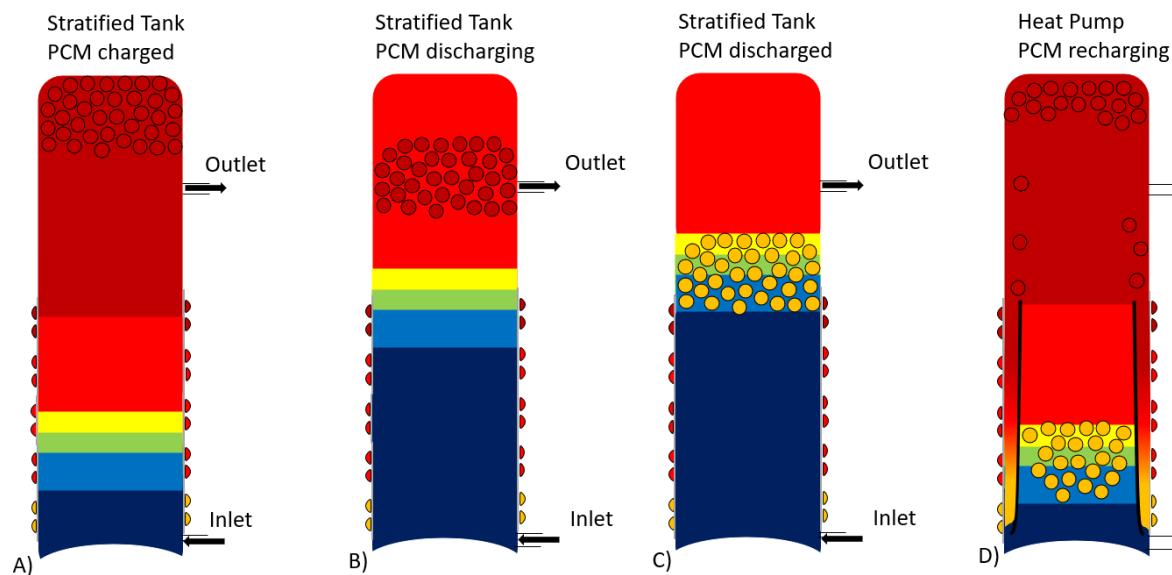 Stratified Tank
PCM charged
Stratified Tank
PCM discharging
Stratified Tank
PCM discharged
Heat Pump
PCM recharging
Outlet
Outlet
Outlet
Inlet
Inlet
Inlet
A)
B)
C)
D)